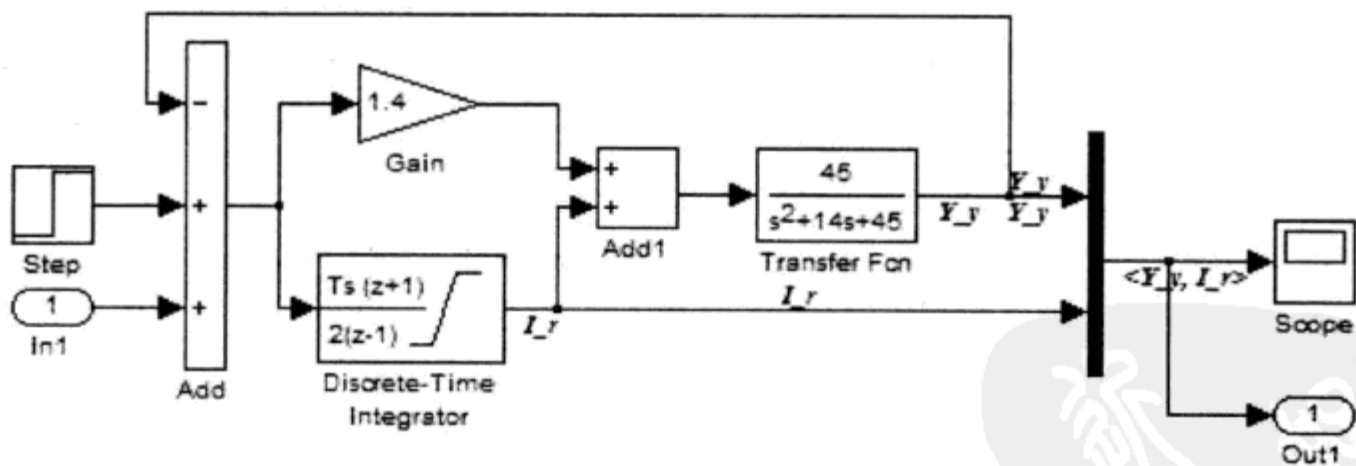 −
1.4
Gain
+
+
Add1
45
s²+14s+45
Transfer Fcn
Y_y
Y_y
Y_y
+
Step
1
In1
+
Add
Ts (z+1)
2(z-1)
I_r
Discrete-Time
Integrator
I_r
<Y_y, I_r>
Scope
1
Out1